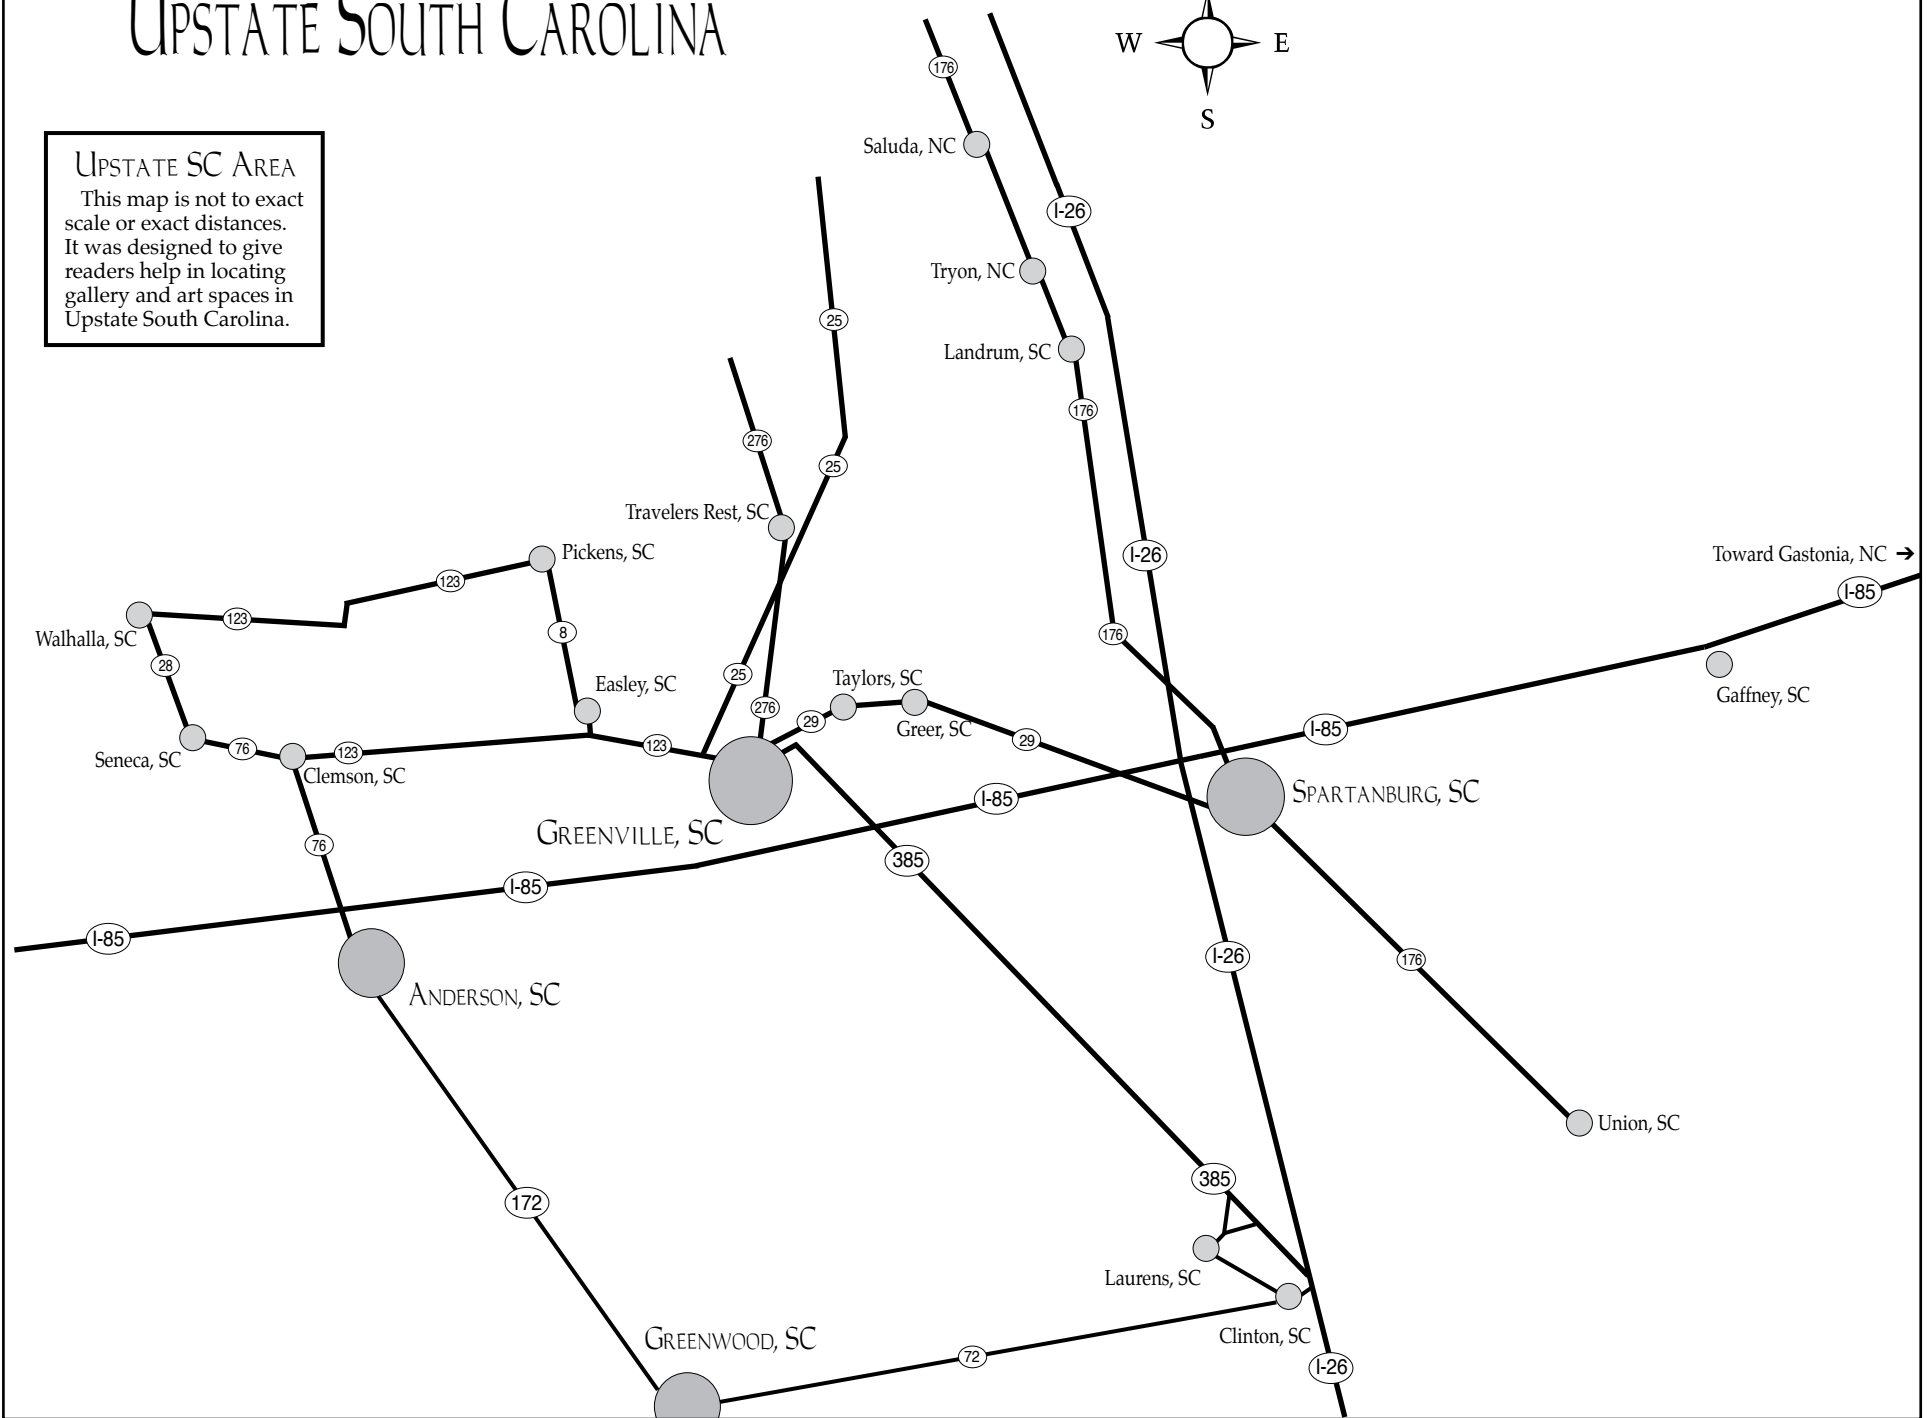 UPSTATE SOUTH CAROLINA
W
E
S
UPSTATE SC AREA
This map is not to exact
scale or exact distances.
It was designed to give
readers help in locating
gallery and art spaces in
Upstate South Carolina.
176
Saluda, NC
I-26
Tryon, NC
25
Landrum, SC
176
276
25
Travelers Rest, SC
Pickens, SC
I-26
Toward Gastonia, NC ➔
123
I-85
123
8
176
Walhalla, SC
28
25
Easley, SC
Taylors, SC
Gaffney, SC
276
29
Greer, SC
29
I-85
Seneca, SC
76
123
123
Clemson, SC
I-85
SPARTANBURG, SC
GREENVILLE, SC
76
385
I-85
I-85
I-26
176
ANDERSON, SC
Union, SC
385
172
Laurens, SC
Clinton, SC
GREENWOOD, SC
72
I-26